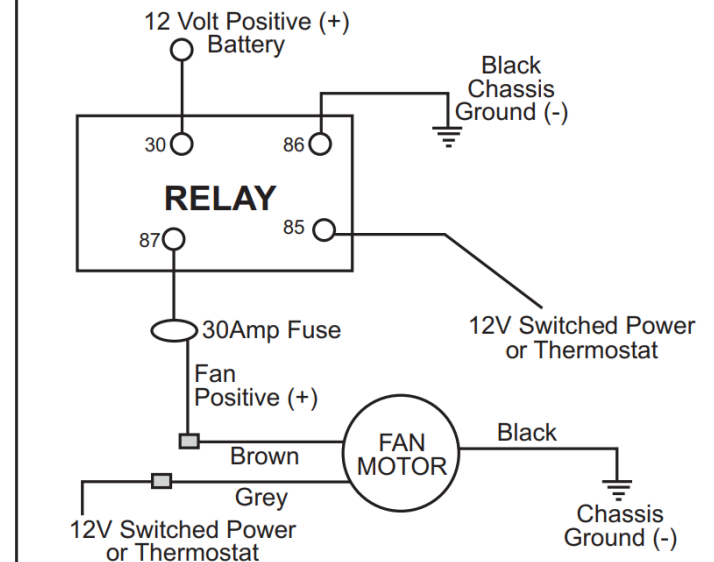 12 Volt Positive (+)
Battery
Black
Chassis
Ground (-)
30
86
RELAY
87
85
30Amp Fuse
12V Switched Power
or Thermostat
Fan
Positive (+)
Brown
FAN
MOTOR
Black
Grey
12V Switched Power
or Thermostat
Chassis
Ground (-)